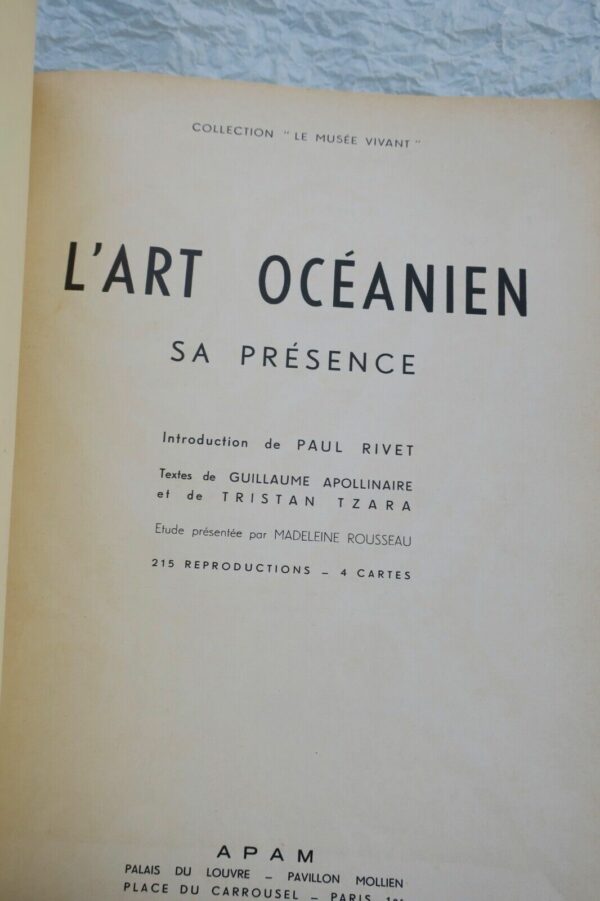 COLLECTION " LE MUSÉE VIVANT "
L'ART OCÉANIEN
SA PRÉSENCE
Introduction de PAUL RIVET
Textes de GUILLAUME APOLLINAIRE
et de TRISTAN TZARA
Etude présentée par MADELEINE ROUSSEAU
215 REPRODUCTIONS – 4 CARTES
APAM
PALAIS DU LOUVRE – PAVILLON MOLLIEN
PLACE DU CARROUSEL – PARIS 1er